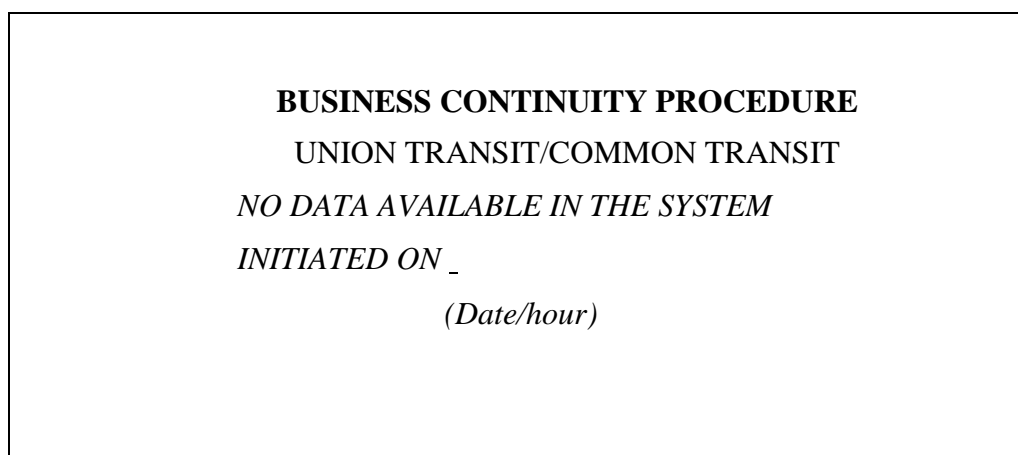 BUSINESS CONTINUITY PROCEDURE
UNION TRANSIT/COMMON TRANSIT
NO DATA AVAILABLE IN THE SYSTEM
INITIATED ON _
(Date/hour)